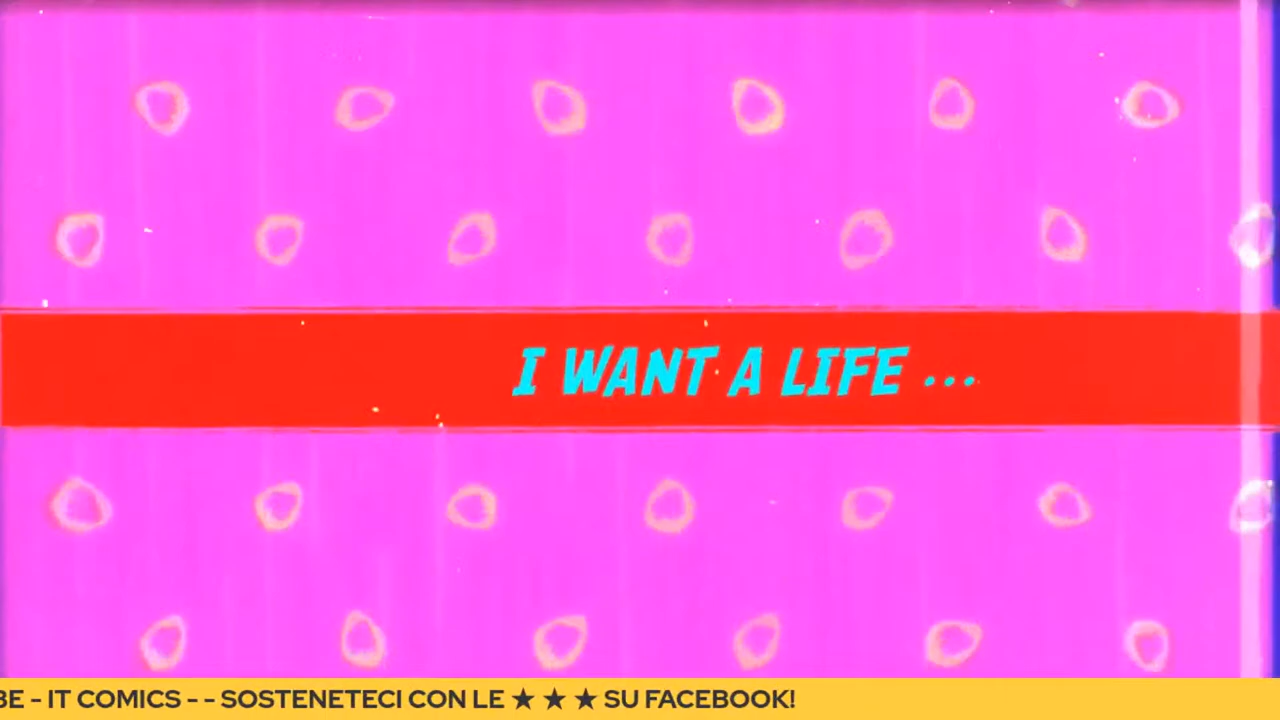 I WANT A LIFE ...
BE - IT COMICS - - SOSTENETECI CON LE ★ ★ ★ SU FACEBOOK!